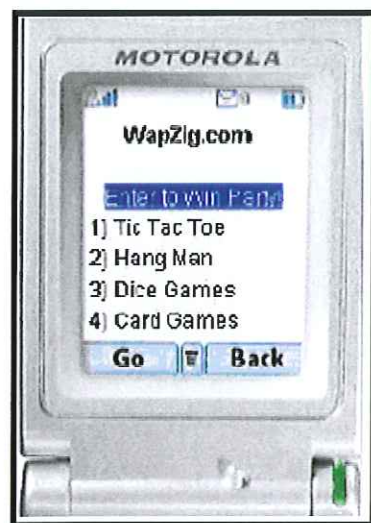 MOTOROLA
WapZig.com
Enter to Win
1) Tic Tac Toe
2) Hang Man
3) Dice Games
4) Card Games
Go Back